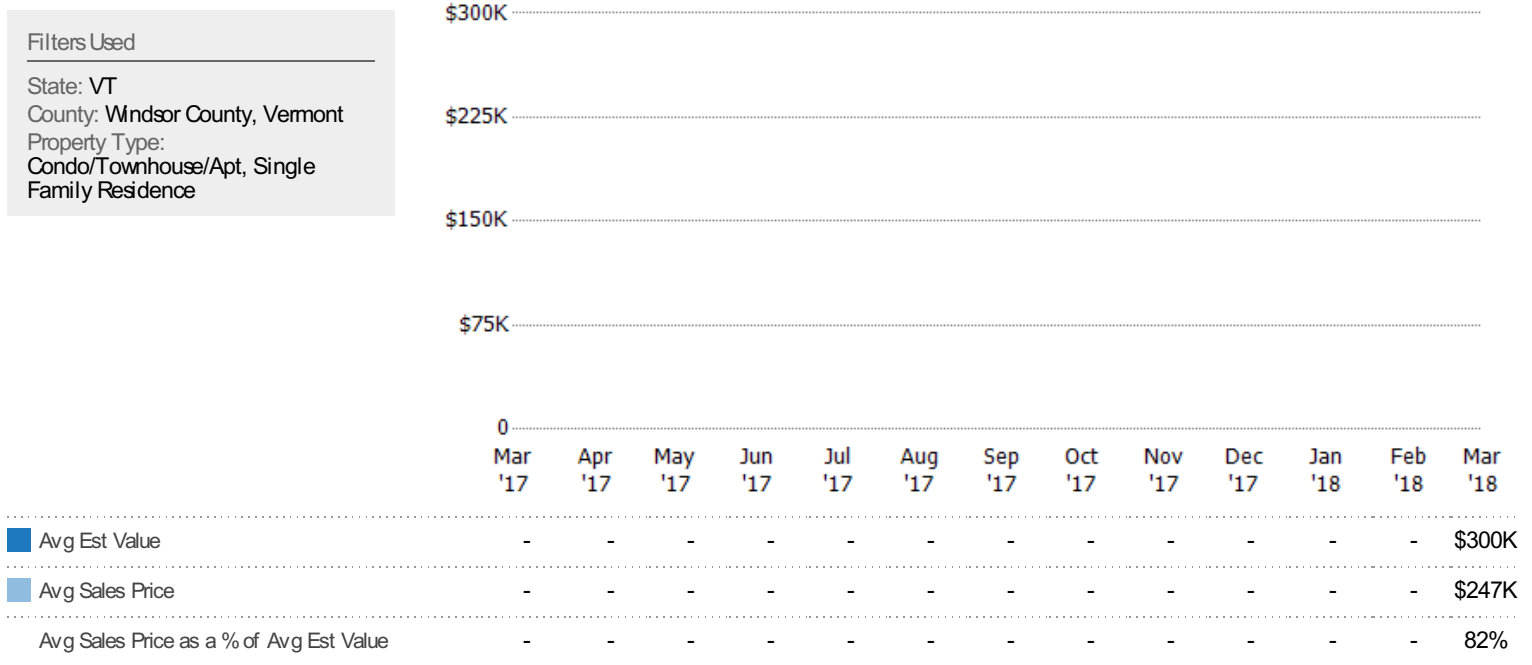 Filters Used
State: VT
County: Windsor County, Vermont
Property Type:
Condo/Townhouse/Apt, Single
Family Residence
$300K
$225K
$150K
$75K
0
Mar Apr May Jun Jul Aug Sep Oct Nov Dec Jan Feb Mar
'17 '17 '17 '17 '17 '17 '17 '17 '17 '17 '18 '18 '18
Avg Est Value - - - - - - - - - - - - $300K
Avg Sales Price - - - - - - - - - - - - $247K
Avg Sales Price as a % of Avg Est Value - - - - - - - - - - - - 82%